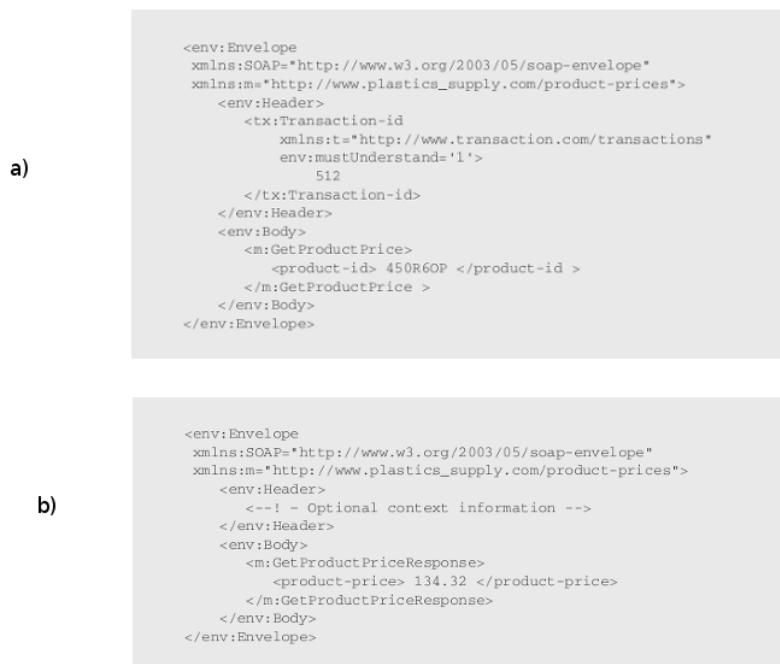 a)
<env:Envelope
xmlns:SOAP="http://www.w3.org/2003/05/soap-envelope"
xmlns:m="http://www.plastics_supply.com/product-prices">
<env:Header>
<tx:Transaction-id
xmlns:t="http://www.transaction.com/transactions"
env:mustUnderstand='1'>
512
</tx:Transaction-id>
</env:Header>
<env:Body>
<m:GetProductPrice>
<product-id> 450R6OP </product-id >
</m:GetProductPrice >
</env:Body>
</env:Envelope>
b)
<env:Envelope
xmlns:SOAP="http://www.w3.org/2003/05/soap-envelope"
xmlns:m="http://www.plastics_supply.com/product-prices">
<env:Header>
<--! – Optional context information -->
</env:Header>
<env:Body>
<m:GetProductPriceResponse>
<product-price> 134.32 </product-price>
</m:GetProductPriceResponse>
</env:Body>
</env:Envelope>